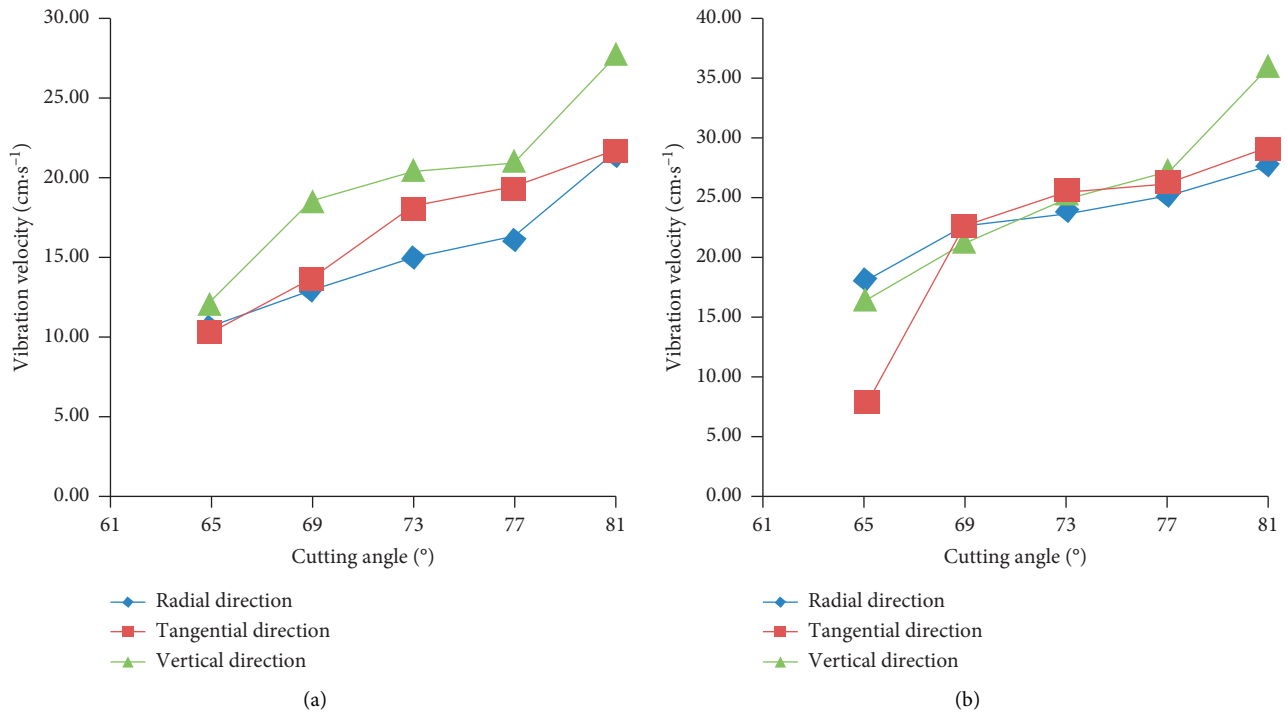 30.00
25.00
20.00
15.00
10.00
5.00
0.00
Vibration velocity (cm·s⁻¹)
61 65 69 73 77 81
Cutting angle (°)
Radial direction
Tangential direction
Vertical direction
(a)
40.00
35.00
30.00
25.00
20.00
15.00
10.00
5.00
0.00
Vibration velocity (cm·s⁻¹)
61 65 69 73 77 81
Cutting angle (°)
Radial direction
Tangential direction
Vertical direction
(b)